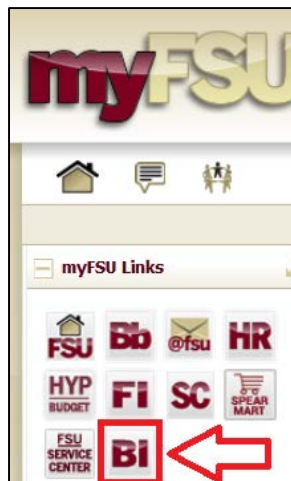 myFSU
myFSU Links
FSU Bb @fsu HR
HYP BUDGET FI SC SPEAR MART
FSU SERVICE CENTER BI